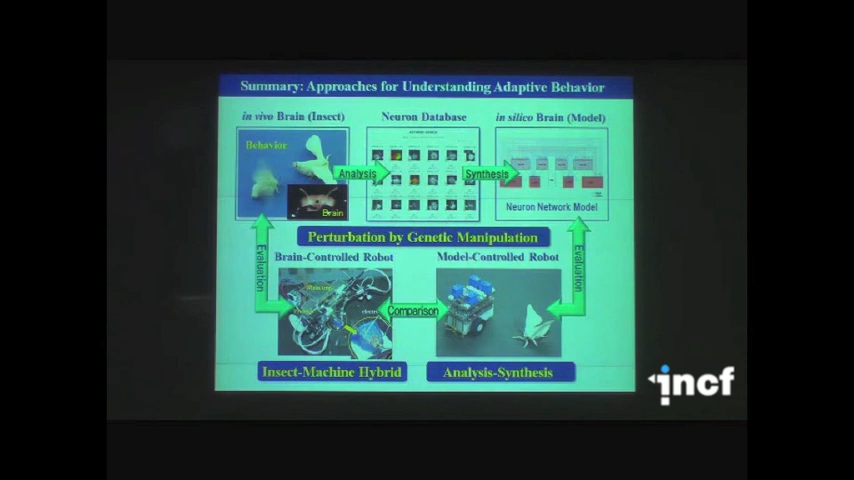 Summary: Approaches for Understanding Adaptive Behavior
in vivo Brain (Insect)
Neuron Database
in silico Brain (Model)
Behavior
Brain
Analysis
Synthesis
Neuron Network Model
Perturbation by Genetic Manipulation
Evaluation
Evaluation
Brain-Controlled Robot
Model-Controlled Robot
Comparison
Insect-Machine Hybrid
Analysis-Synthesis
incf